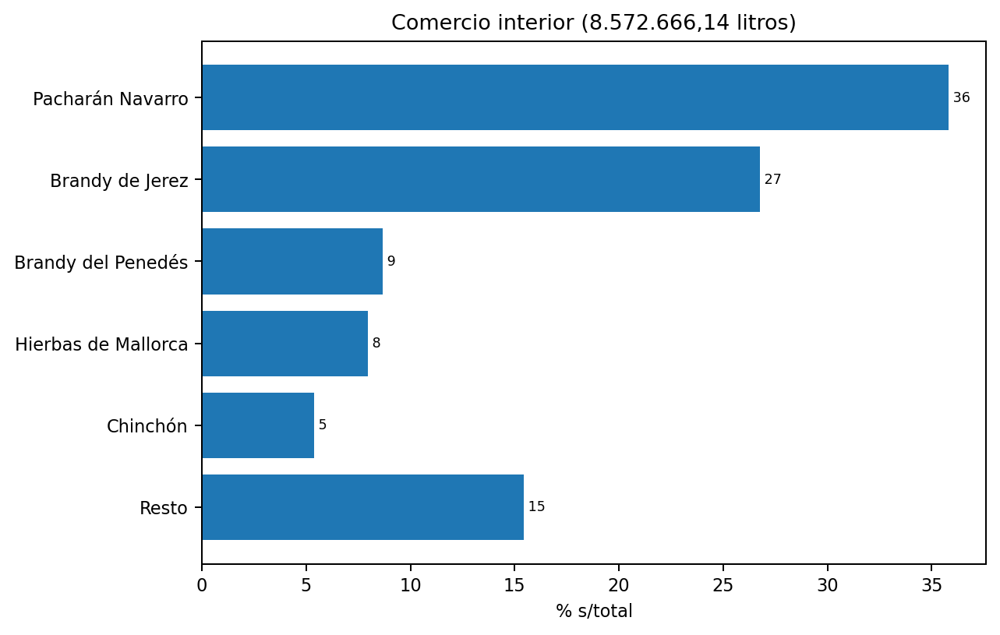 Comercio interior (8.572.666,14 litros)
Pacharán Navarro
36
Brandy de Jerez
27
Brandy del Penedés
9
Hierbas de Mallorca
8
Chinchón
5
Resto
15
0 5 10 15 20 25 30 35
% s/total